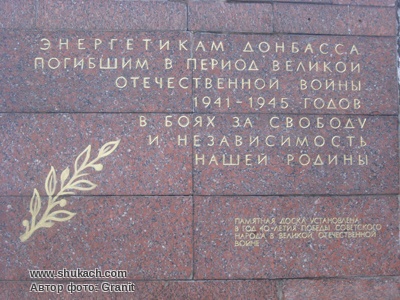 ЭНЕРГЕТИКАМ ДОНБАССА,
ПОГИБШИМ В ПЕРИОД ВЕЛИКОЙ
ОТЕЧЕСТВЕННОЙ ВОЙНЫ
1941-1945 ГОДОВ
В БОЯХ ЗА СВОБОДУ
И НЕЗАВИСИМОСТЬ
НАШЕЙ РОДИНЫ
ПАМЯТНАЯ ДОСКА УСТАНОВЛЕНА
В ГОД 40-ЛЕТИЯ ПОБЕДЫ СОВЕТСКОГО
НАРОДА В ВЕЛИКОЙ ОТЕЧЕСТВЕННОЙ
ВОЙНЕ
www.shukach.com
Автор фото: Granit